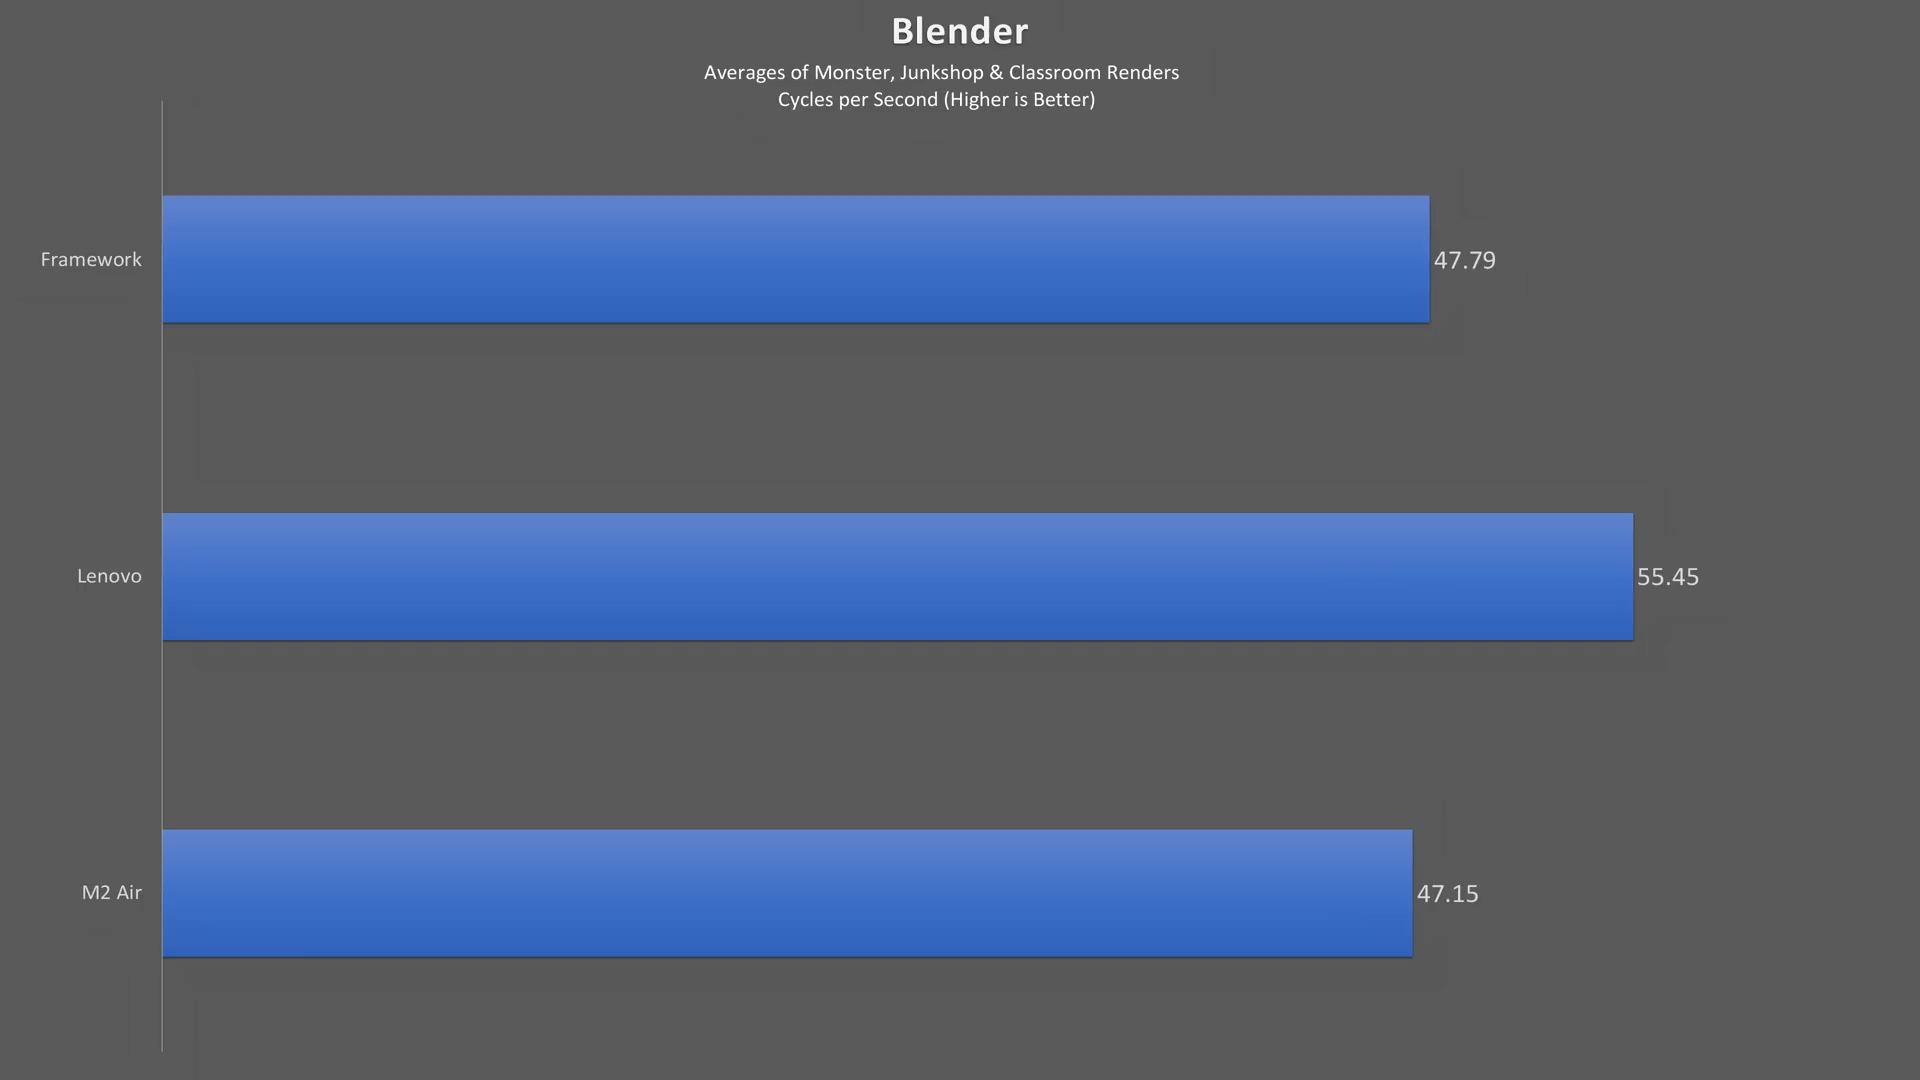 Blender
Averages of Monster, Junkshop & Classroom Renders
Cycles per Second (Higher is Better)
Framework
47.79
Lenovo
55.45
M2 Air
47.15